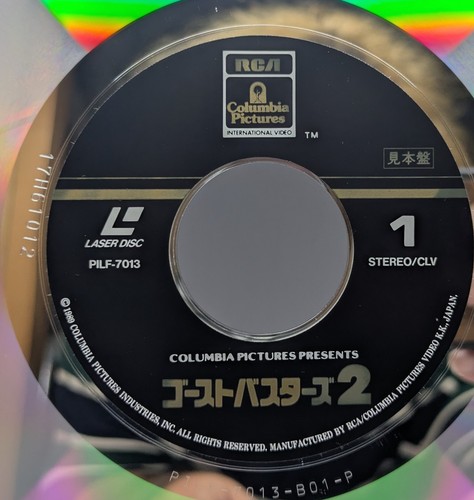 RCA
Columbia
Pictures
INTERNATIONAL VIDEO
TM
見本盤
LASER DISC
PILF-7013
1
STEREO/CLV
COLUMBIA PICTURES PRESENTS
ゴーストバスターズ2
©1989 COLUMBIA PICTURES INDUSTRIES, INC. ALL RIGHTS RESERVED. MANUFACTURED BY RCA/COLUMBIA PICTURES VIDEO K.K. JAPAN.
013-B01-P